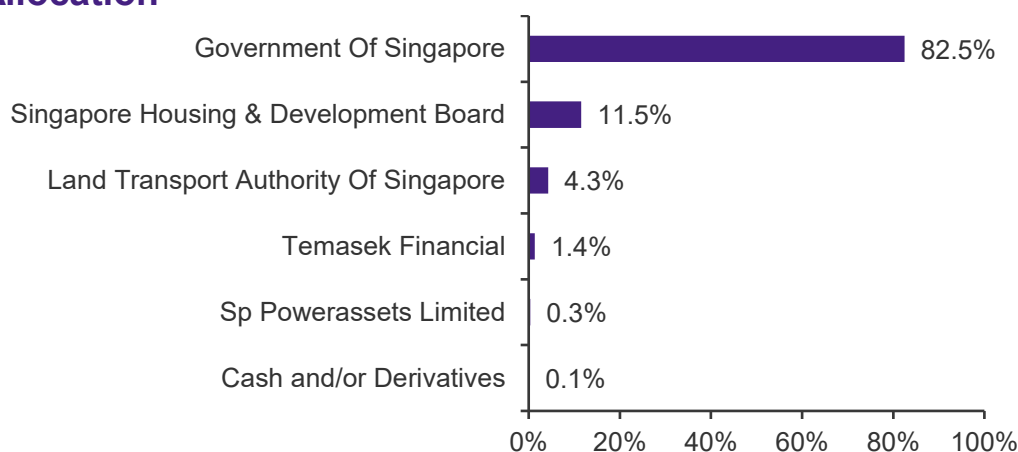 Government Of Singapore 82.5%
Singapore Housing & Development Board 11.5%
Land Transport Authority Of Singapore 4.3%
Temasek Financial 1.4%
Sp Powerassets Limited 0.3%
Cash and/or Derivatives 0.1%
0% 20% 40% 60% 80% 100%